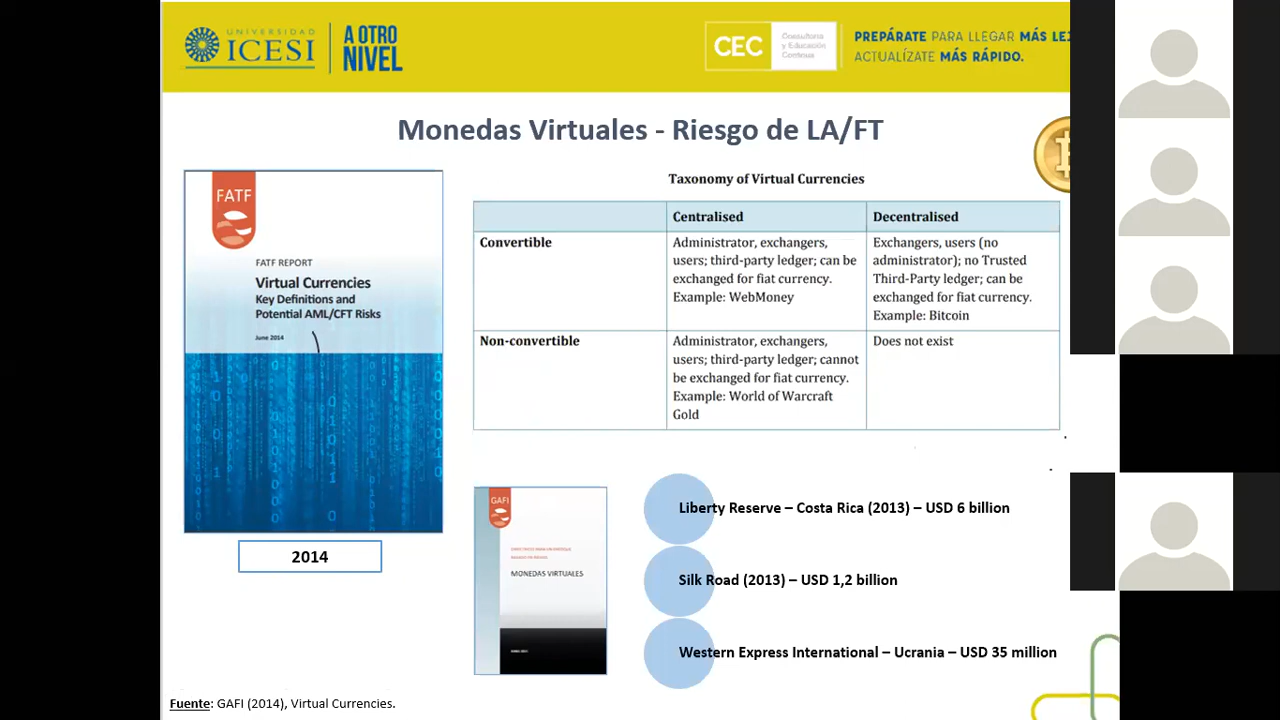 UNIVERSIDAD
ICESI
A OTRO
NIVEL
CEC
Consultoría
y Educación
Continua
PREPÁRATE PARA LLEGAR MÁS
ACTUALÍZATE MÁS RÁPIDO.
Monedas Virtuales - Riesgo de LA/FT
FATF
FATF REPORT
Virtual Currencies
Key Definitions and
Potential AML/CFT Risks
June 2014
2014
Taxonomy of Virtual Currencies
Centralised
Decentralised
Convertible
Administrator, exchangers,
users; third-party ledger; can be
exchanged for fiat currency.
Example: WebMoney
Exchangers, users (no
administrator); no Trusted
Third-Party ledger; can be
exchanged for fiat currency.
Example: Bitcoin
Non-convertible
Administrator, exchangers,
users; third-party ledger; cannot
be exchanged for fiat currency.
Example: World of Warcraft
Gold
Does not exist
GAFI
MONEDAS VIRTUALES
Liberty Reserve – Costa Rica (2013) – USD 6 billion
Silk Road (2013) – USD 1,2 billion
Western Express International – Ucrania – USD 35 million
Fuente: GAFI (2014), Virtual Currencies.